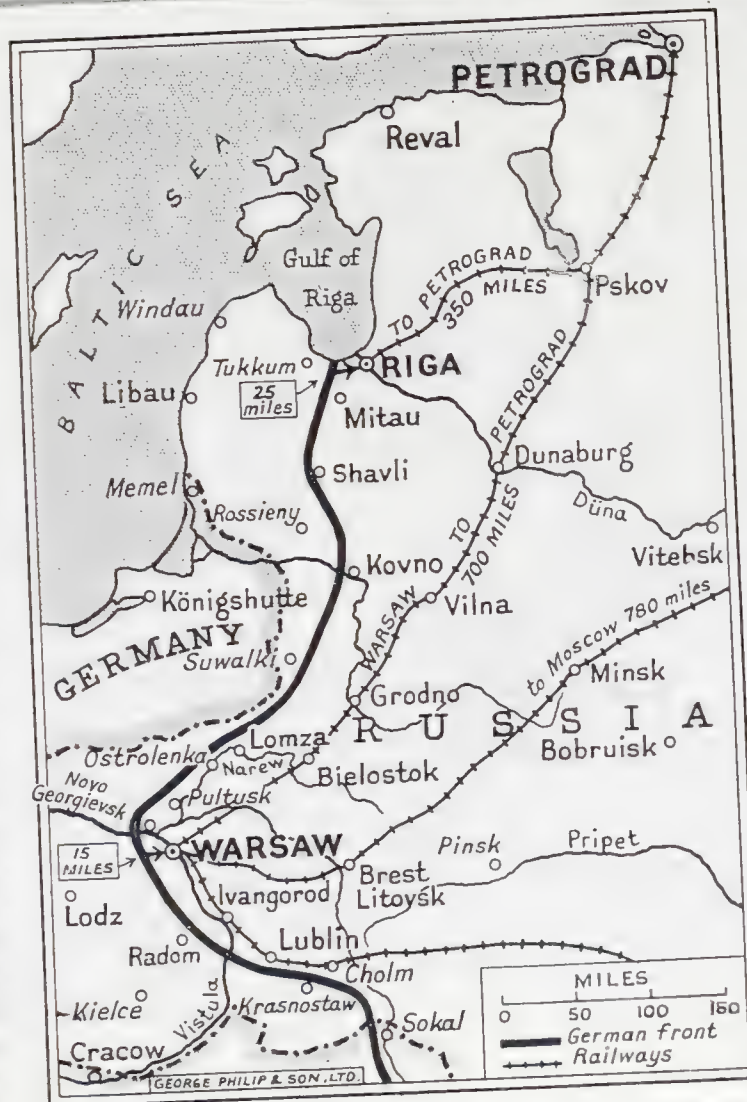 PETROGRAD
Reval
BALTIC SEA
Gulf of
Riga
TO PETROGRAD
350 MILES
Pskov
Windau
Tukkum
RIGA
25
miles
Libau
Mitau
PETROGRAD
Shavli
Dunaburg
Memel
Rossieny
TO
700 MILES
Düna
Vitebsk
Kovno
Königshutte
Vilna
GERMANY
WARSAW
to Moscow 780 miles
Suwalki
Minsk
Grodno
RUSSIA
Lomza
Ostrolenka
Narew
Bielostok
Bobruisk
Novo
Georgievsk
Pultusk
WARSAW
15
MILES
Pinsk
Pripet
Brest
Litovsk
Ivangorod
Lodz
Lublin
Radom
Cholm
Kielce
Vistula
Krasnostaw
Sokal
Cracow
GEORGE PHILIP & SON, LTD.
MILES
0 50 100 150
German front
Railways